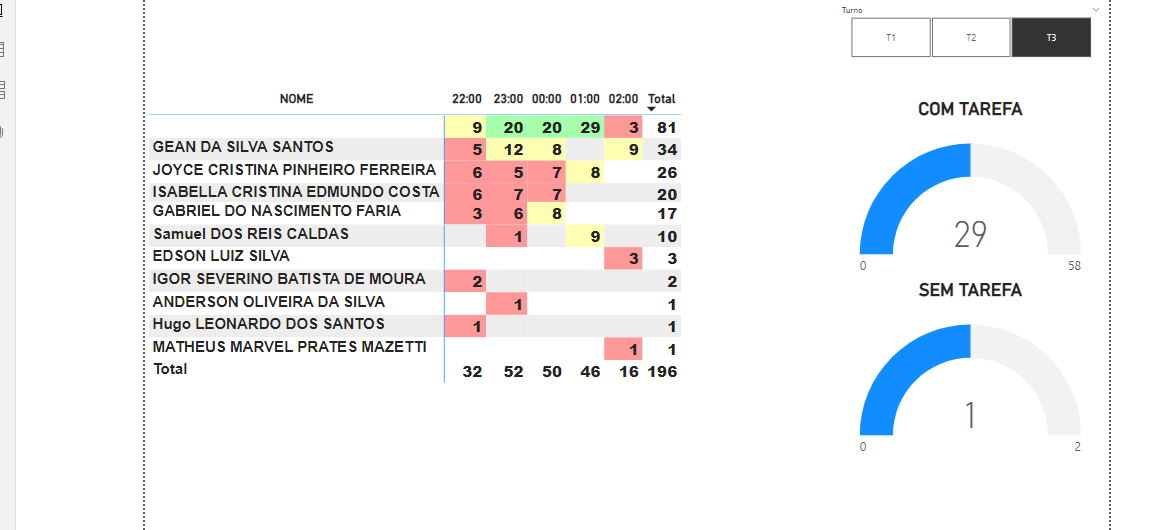 Turno
T1 T2 T3
NOME 22:00 23:00 00:00 01:00 02:00 Total
9 20 20 29 3 81
GEAN DA SILVA SANTOS 5 12 8 9 34
JOYCE CRISTINA PINHEIRO FERREIRA 6 5 7 8 26
ISABELLA CRISTINA EDMUNDO COSTA 6 7 7 20
GABRIEL DO NASCIMENTO FARIA 3 6 8 17
Samuel DOS REIS CALDAS 1 9 10
EDSON LUIZ SILVA 3 3
IGOR SEVERINO BATISTA DE MOURA 2 2
ANDERSON OLIVEIRA DA SILVA 1 1
Hugo LEONARDO DOS SANTOS 1 1
MATHEUS MARVEL PRATES MAZETTI 1 1
Total 32 52 50 46 16 196
COM TAREFA
29
0 58
SEM TAREFA
1
0 2